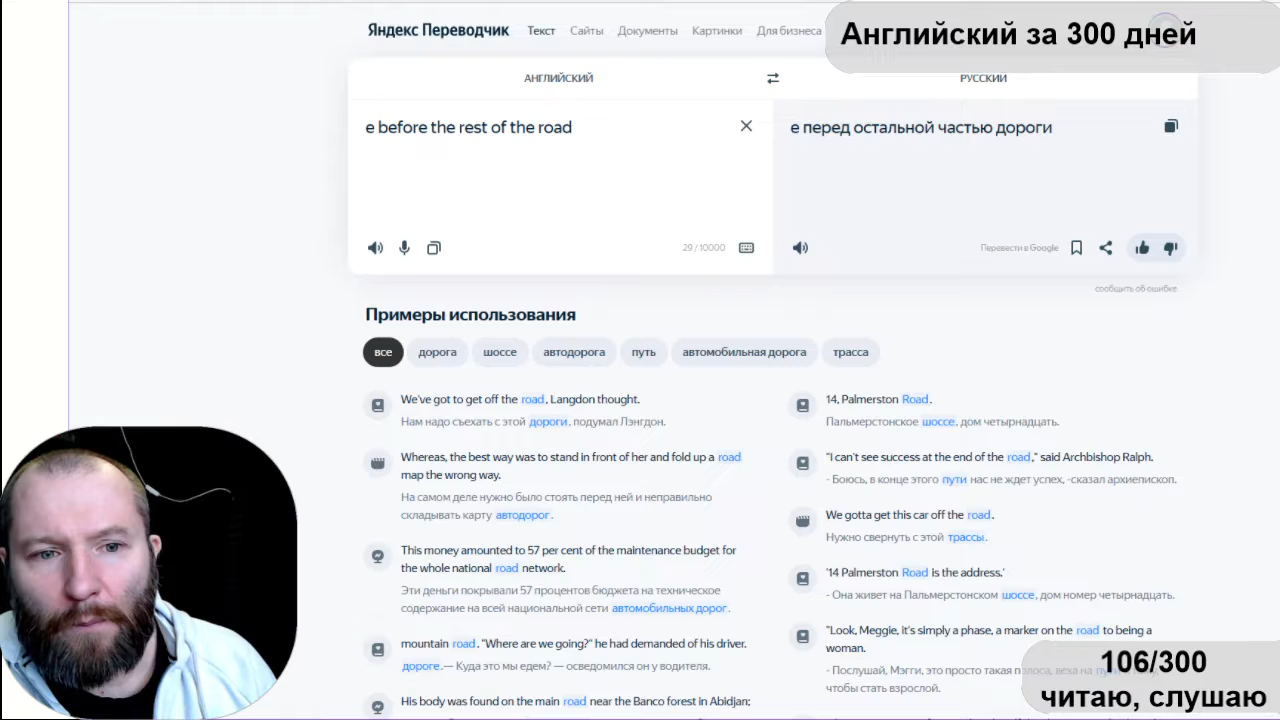 Яндекс Переводчик Текст Сайты Документы Картинки Для бизнеса
Английский за 300 дней
АНГЛИЙСКИЙ
РУССКИЙ
e before the rest of the road
e перед остальной частью дороги
29 / 10000
Перевести в Google
сообщить об ошибке
Примеры использования
все дорога шоссе автодорога путь автомобильная дорога трасса
We've got to get off the road, Langdon thought.
Нам надо съехать с этой дороги, подумал Лэнгдон.
Whereas, the best way was to stand in front of her and fold up a road
map the wrong way.
На самом деле нужно было стоять перед ней и неправильно
складывать карту автодорог.
This money amounted to 57 per cent of the maintenance budget for
the whole national road network.
Эти деньги покрывали 57 процентов бюджета на техническое
содержание на всей национальной сети автомобильных дорог.
mountain road. "Where are we going?" he had demanded of his driver.
дороге.— Куда это мы едем? — осведомился он у водителя.
His body was found on the main road near the Banco forest in Abidjan;
14, Palmerston Road.
Пальмерстонское шоссе, дом четырнадцать.
"I can't see success at the end of the road," said Archbishop Ralph.
- Боюсь, в конце этого пути нас не ждет успех, -сказал архиепископ.
We gotta get this car off the road.
Нужно свернуть с этой трассы.
'14 Palmerston Road is the address.'
- Она живет на Пальмерстонском шоссе, дом номер четырнадцать.
"Look, Meggie, it's simply a phase, a marker on the road to being a
woman.
- Послушай, Мэгги, это просто такая полоса, веха на
чтобы стать взрослой.
106/300
читаю, слушаю